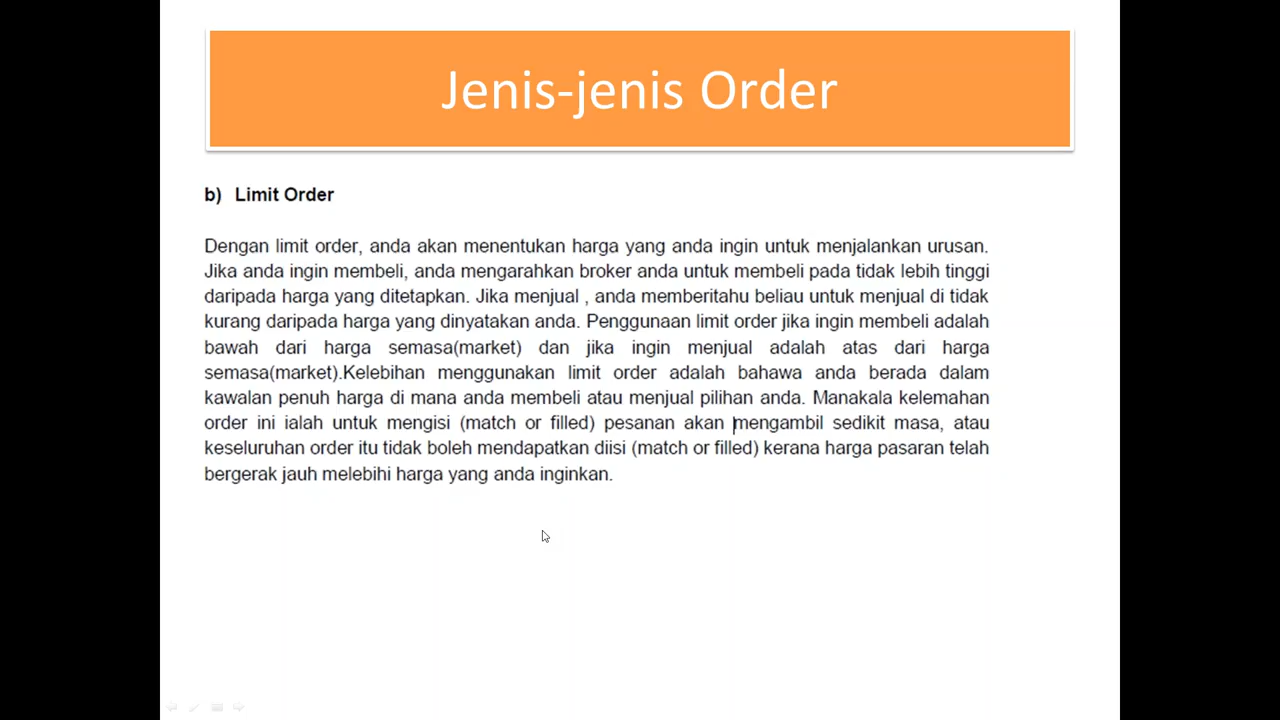 Jenis-jenis Order
b) Limit Order
Dengan limit order, anda akan menentukan harga yang anda ingin untuk menjalankan urusan.
Jika anda ingin membeli, anda mengarahkan broker anda untuk membeli pada tidak lebih tinggi
daripada harga yang ditetapkan. Jika menjual , anda memberitahu beliau untuk menjual di tidak
kurang daripada harga yang dinyatakan anda. Penggunaan limit order jika ingin membeli adalah
bawah dari harga semasa(market) dan jika ingin menjual adalah atas dari harga
semasa(market).Kelebihan menggunakan limit order adalah bahawa anda berada dalam
kawalan penuh harga di mana anda membeli atau menjual pilihan anda. Manakala kelemahan
order ini ialah untuk mengisi (match or filled) pesanan akan mengambil sedikit masa, atau
keseluruhan order itu tidak boleh mendapatkan diisi (match or filled) kerana harga pasaran telah
bergerak jauh melebihi harga yang anda inginkan.